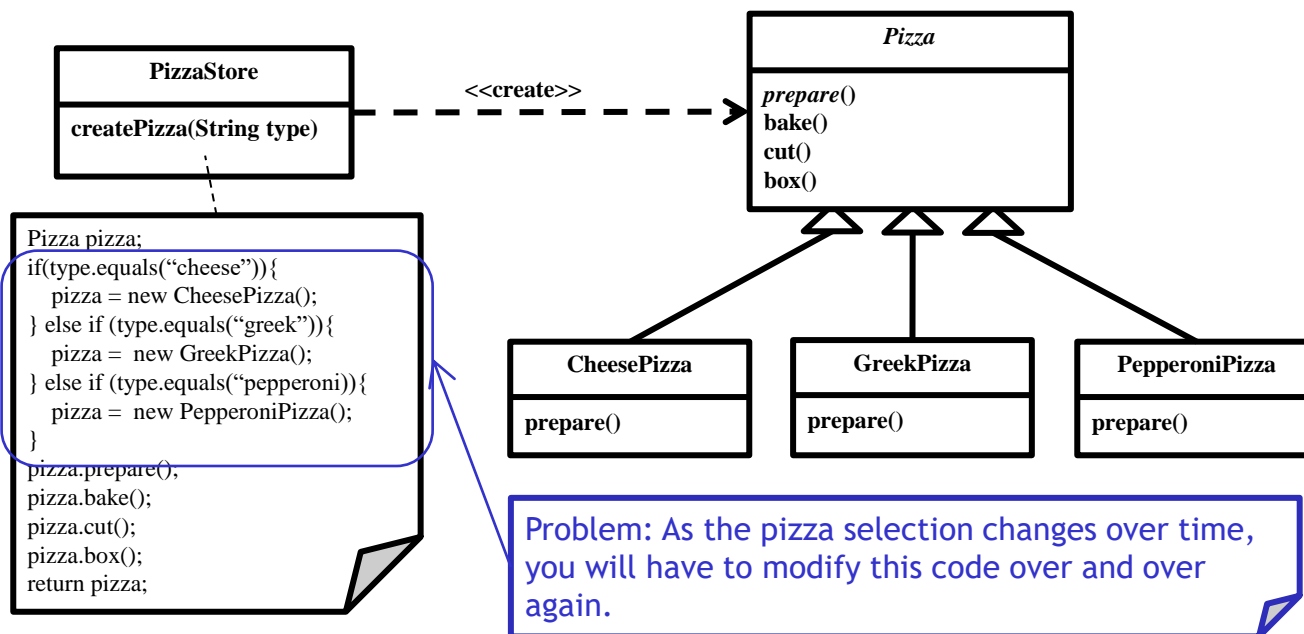 PizzaStore
createPizza(String type)
<<create>>
Pizza
prepare()
bake()
cut()
box()
Pizza pizza;
if(type.equals(“cheese”)){
pizza = new CheesePizza();
} else if (type.equals(“greek”)){
pizza =  new GreekPizza();
} else if (type.equals(“pepperoni)){
pizza =  new PepperoniPizza();
}
pizza.prepare();
pizza.bake();
pizza.cut();
pizza.box();
return pizza;
CheesePizza
prepare()
GreekPizza
prepare()
PepperoniPizza
prepare()
Problem: As the pizza selection changes over time,
you will have to modify this code over and over
again.